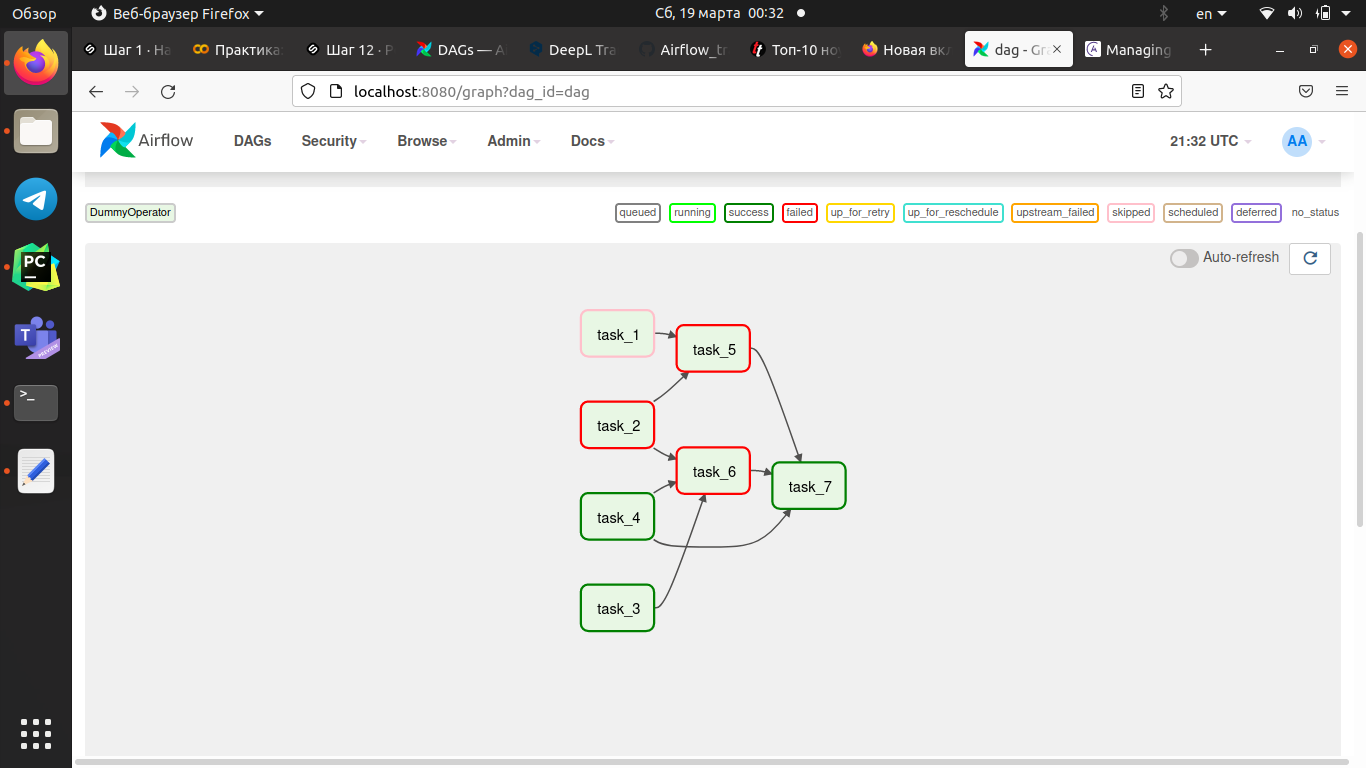 Обзор
Веб-браузер Firefox
Сб, 19 марта 00:32
en
Шаг 1 · На
Практика:
Шаг 12 · P
DAGs — A
DeepL Tra
Airflow_tr
Топ-10 но
Новая вкл
dag - Gra
Managing
localhost:8080/graph?dag_id=dag
Airflow
DAGs
Security
Browse
Admin
Docs
21:32 UTC
AA
DummyOperator
queued
running
success
failed
up_for_retry
up_for_reschedule
upstream_failed
skipped
scheduled
deferred
no_status
Auto-refresh
task_1
task_5
task_2
task_6
task_7
task_4
task_3
PC
T
PREVIEW
>_